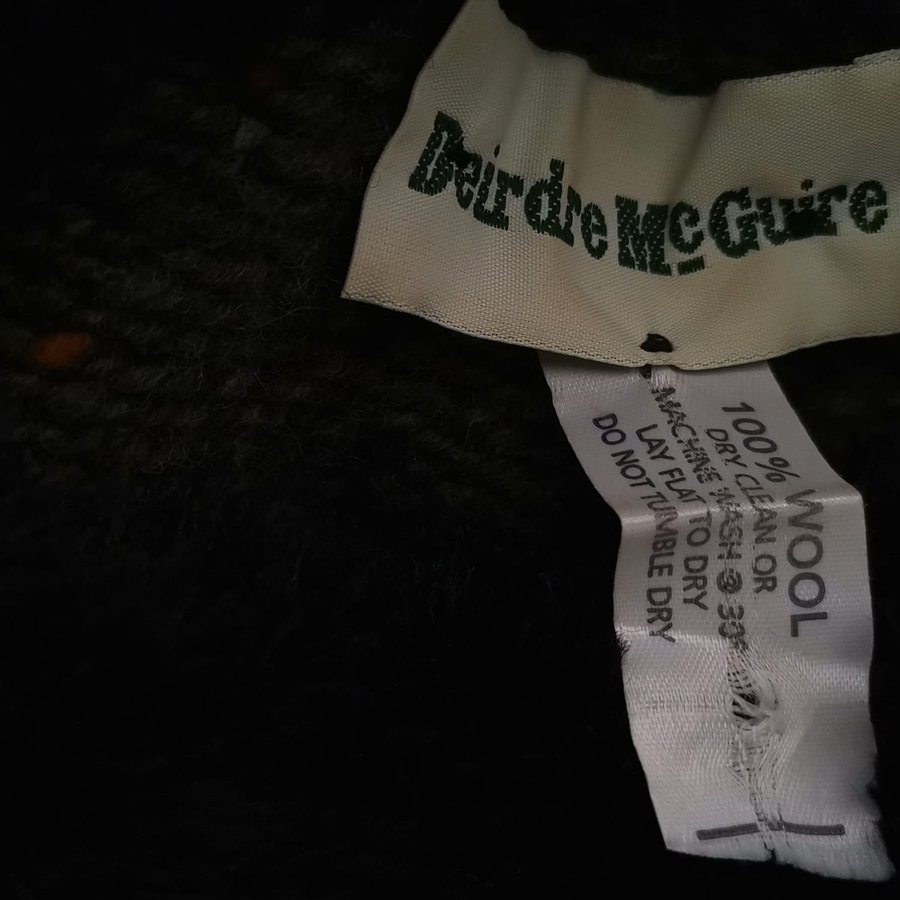 Deirdre McGuire
100% WOOL
DRY CLEAN OR
MACHINE WASH @ 30°
LAY FLAT TO DRY
DO NOT TUMBLE DRY